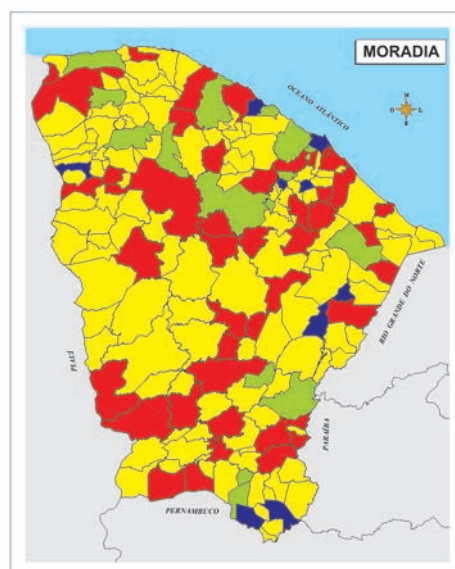 MORADIA
OCEANO ATLÂNTICO
N
O
L
S
RIO GRANDE DO NORTE
PIAUÍ
PARAÍBA
PERNAMBUCO